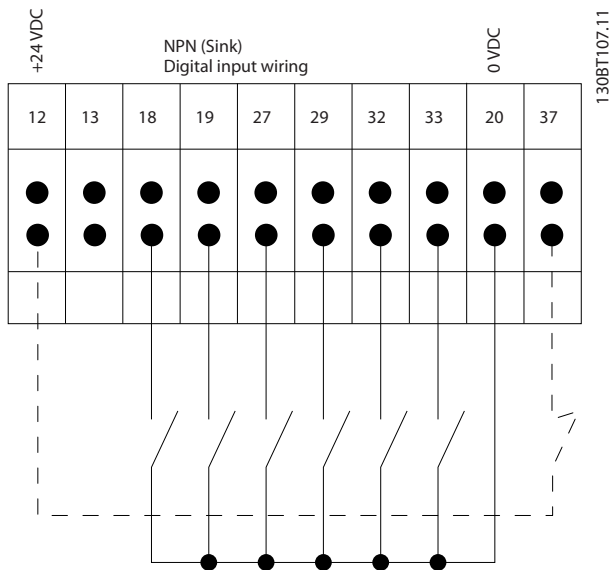 +24 VDC
NPN (Sink)
Digital input wiring
0 VDC
130BT107.11
12 13 18 19 27 29 32 33 20 37